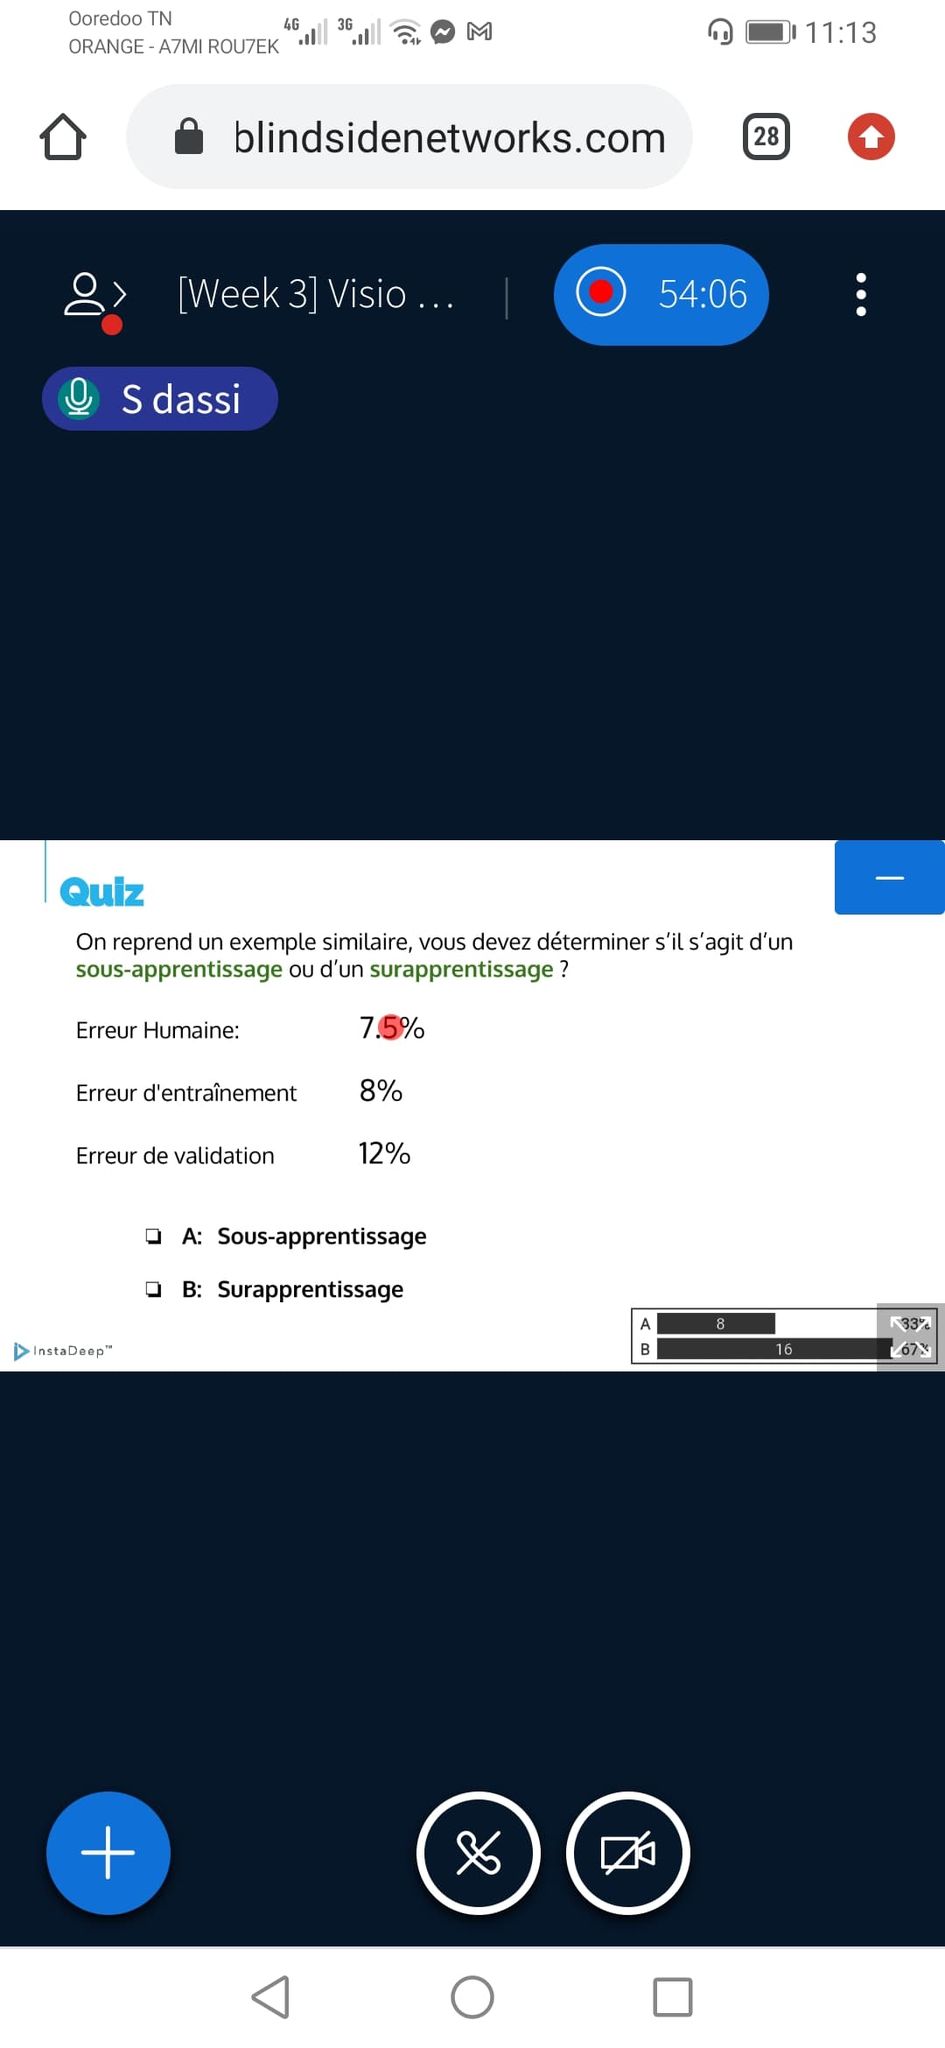 Ooredoo TN
ORANGE - A7MI ROU7EK
4G 3G
11:13
blindsidenetworks.com
28
[Week 3] Visio ...
54:06
S dassi
Quiz
On reprend un exemple similaire, vous devez déterminer s'il s'agit d'un
sous-apprentissage ou d'un surapprentissage ?
Erreur Humaine: 7.5%
Erreur d'entraînement 8%
Erreur de validation 12%
❏ A: Sous-apprentissage
❏ B: Surapprentissage
A 8 33%
B 16 67%
InstaDeep™